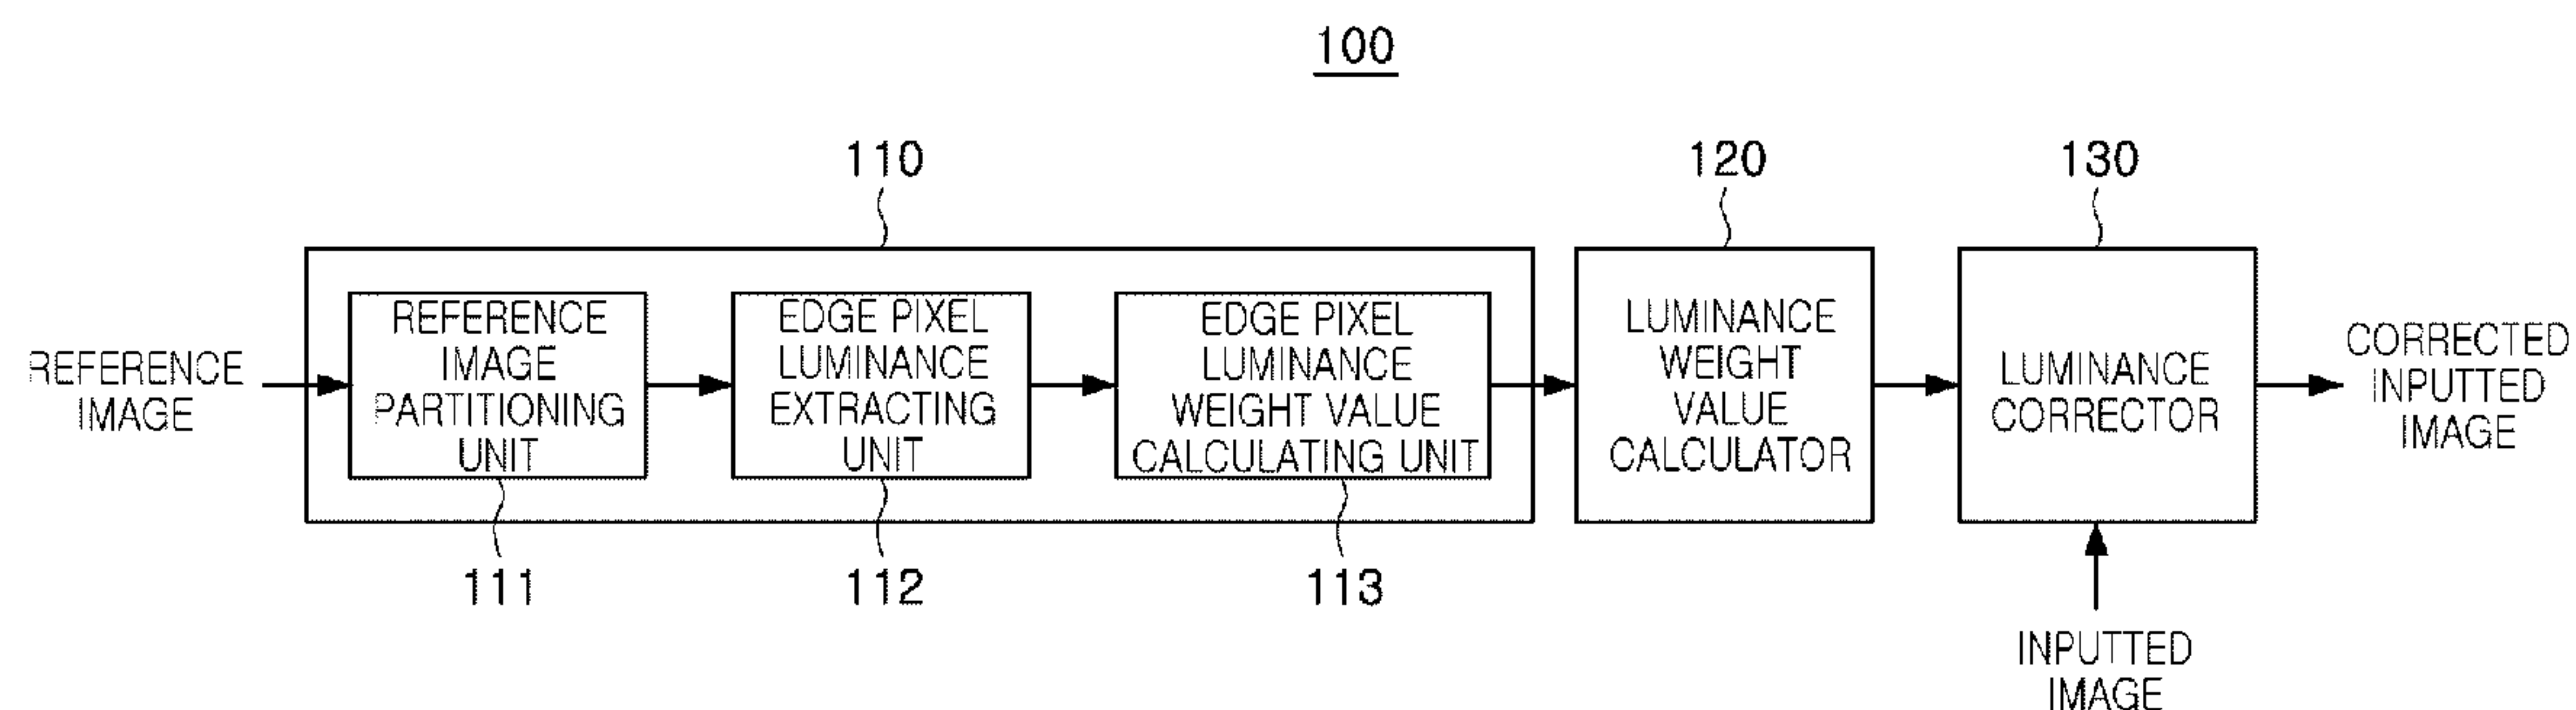 100
110
120
130
REFERENCE
IMAGE
REFERENCE
IMAGE
PARTITIONING
UNIT
EDGE PIXEL
LUMINANCE
EXTRACTING
UNIT
EDGE PIXEL
LUMINANCE
WEIGHT VALUE
CALCULATING UNIT
LUMINANCE
WEIGHT
VALUE
CALCULATOR
LUMINANCE
CORRECTOR
CORRECTED
INPUTTED
IMAGE
111
112
113
INPUTTED
IMAGE